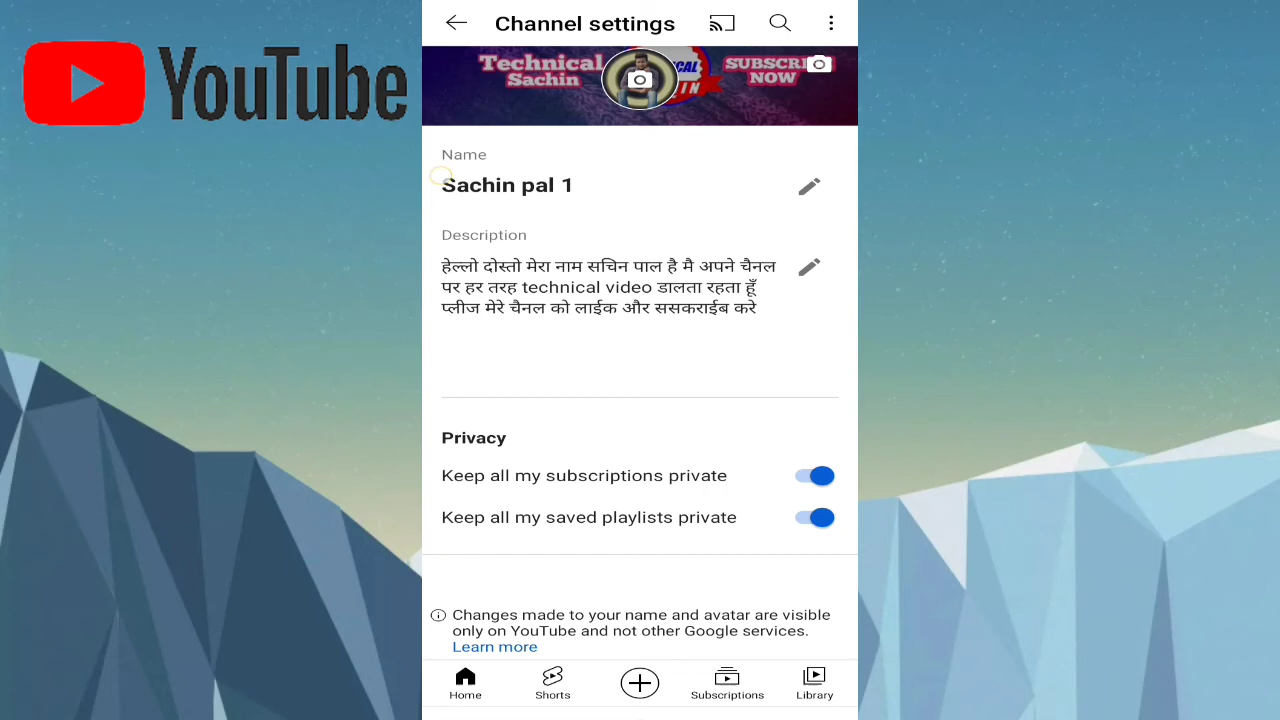 YouTube
Channel settings
Technical
Sachin
SUBSCRI
NOW
Name
Sachin pal 1
Description
हेल्लो दोस्तो मेरा नाम सचिन पाल है मै अपने चैनल
पर हर तरह technical video डालता रहता हूँ
प्लीज मेरे चैनल को लाईक और ससकराईब करे
Privacy
Keep all my subscriptions private
Keep all my saved playlists private
Changes made to your name and avatar are visible
only on YouTube and not other Google services.
Learn more
Home
Shorts
Subscriptions
Library